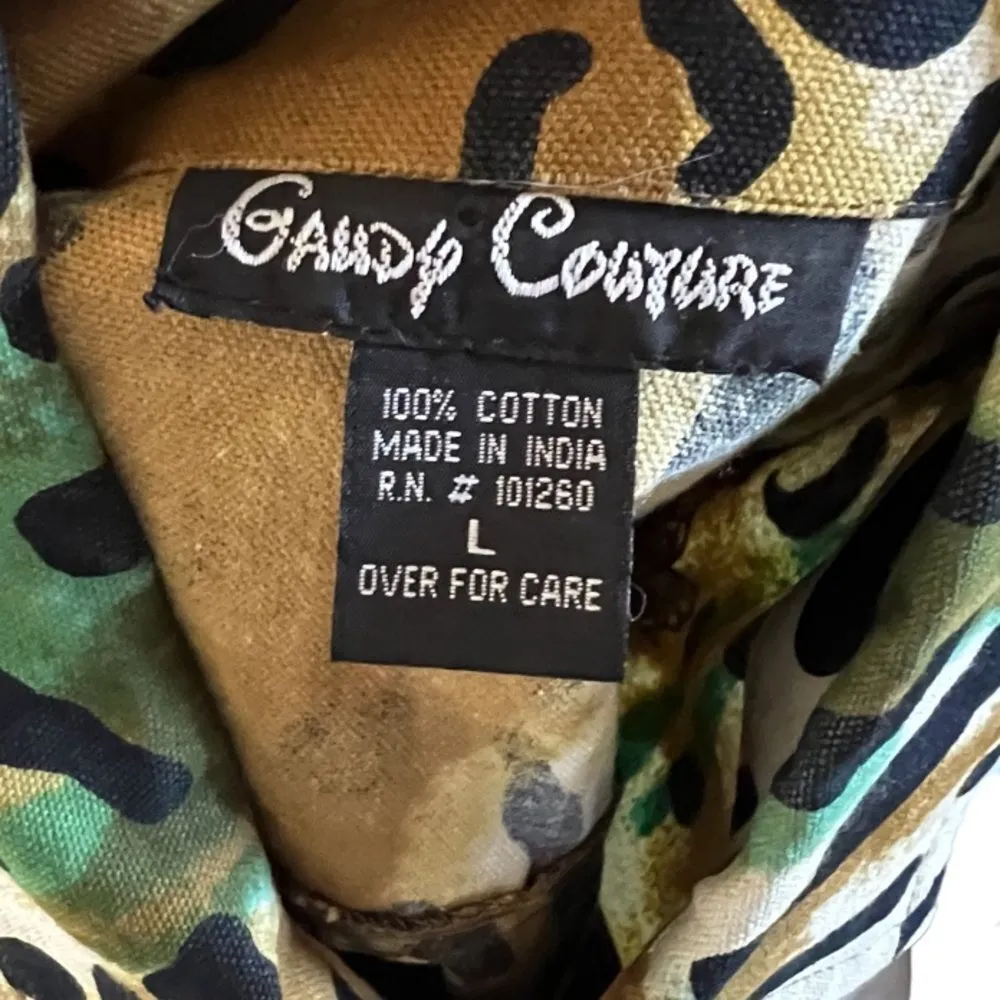 Gaudy Couture
100% COTTON
MADE IN INDIA
R.N. # 101260
L
OVER FOR CARE